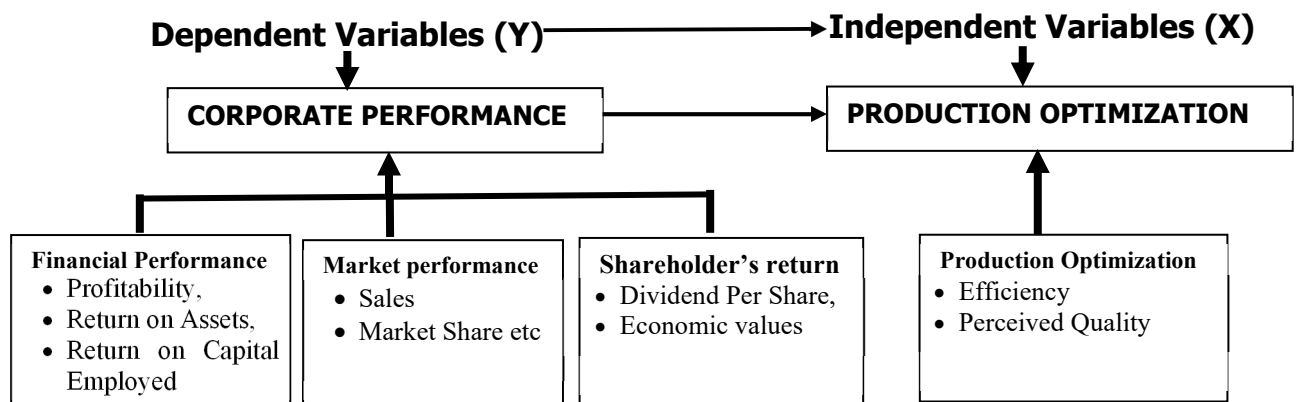 Dependent Variables (Y)
Independent Variables (X)
CORPORATE PERFORMANCE
PRODUCTION OPTIMIZATION
Financial Performance
• Profitability,
• Return on Assets,
• Return on Capital
Employed
Market performance
• Sales
• Market Share etc
Shareholder's return
• Dividend Per Share,
• Economic values
Production Optimization
• Efficiency
• Perceived Quality